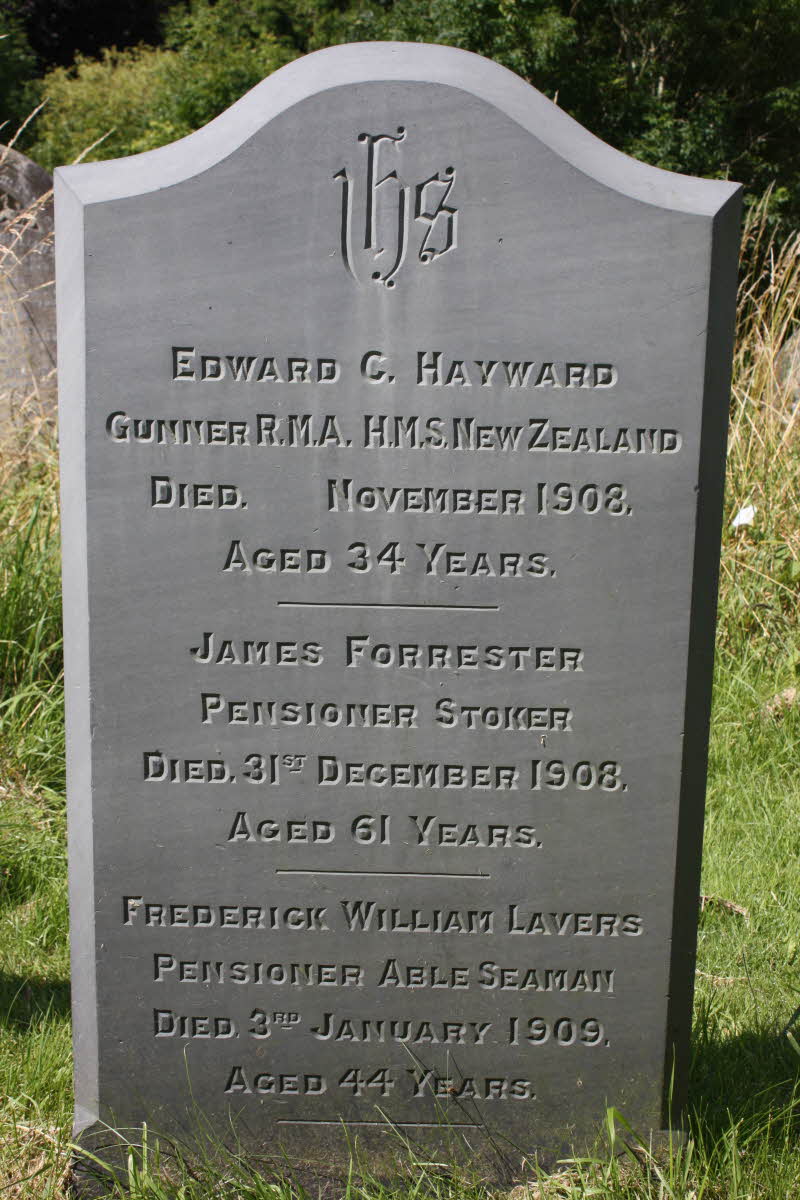 IHS
EDWARD C. HAYWARD
GUNNER R.M.A. H.M.S. NEW ZEALAND
DIED. NOVEMBER 1908.
AGED 34 YEARS.
JAMES FORRESTER
PENSIONER STOKER
DIED. 31ST DECEMBER 1908.
AGED 61 YEARS.
FREDERICK WILLIAM LAVERS
PENSIONER ABLE SEAMAN
DIED. 3RD JANUARY 1909.
AGED 44 YEARS.